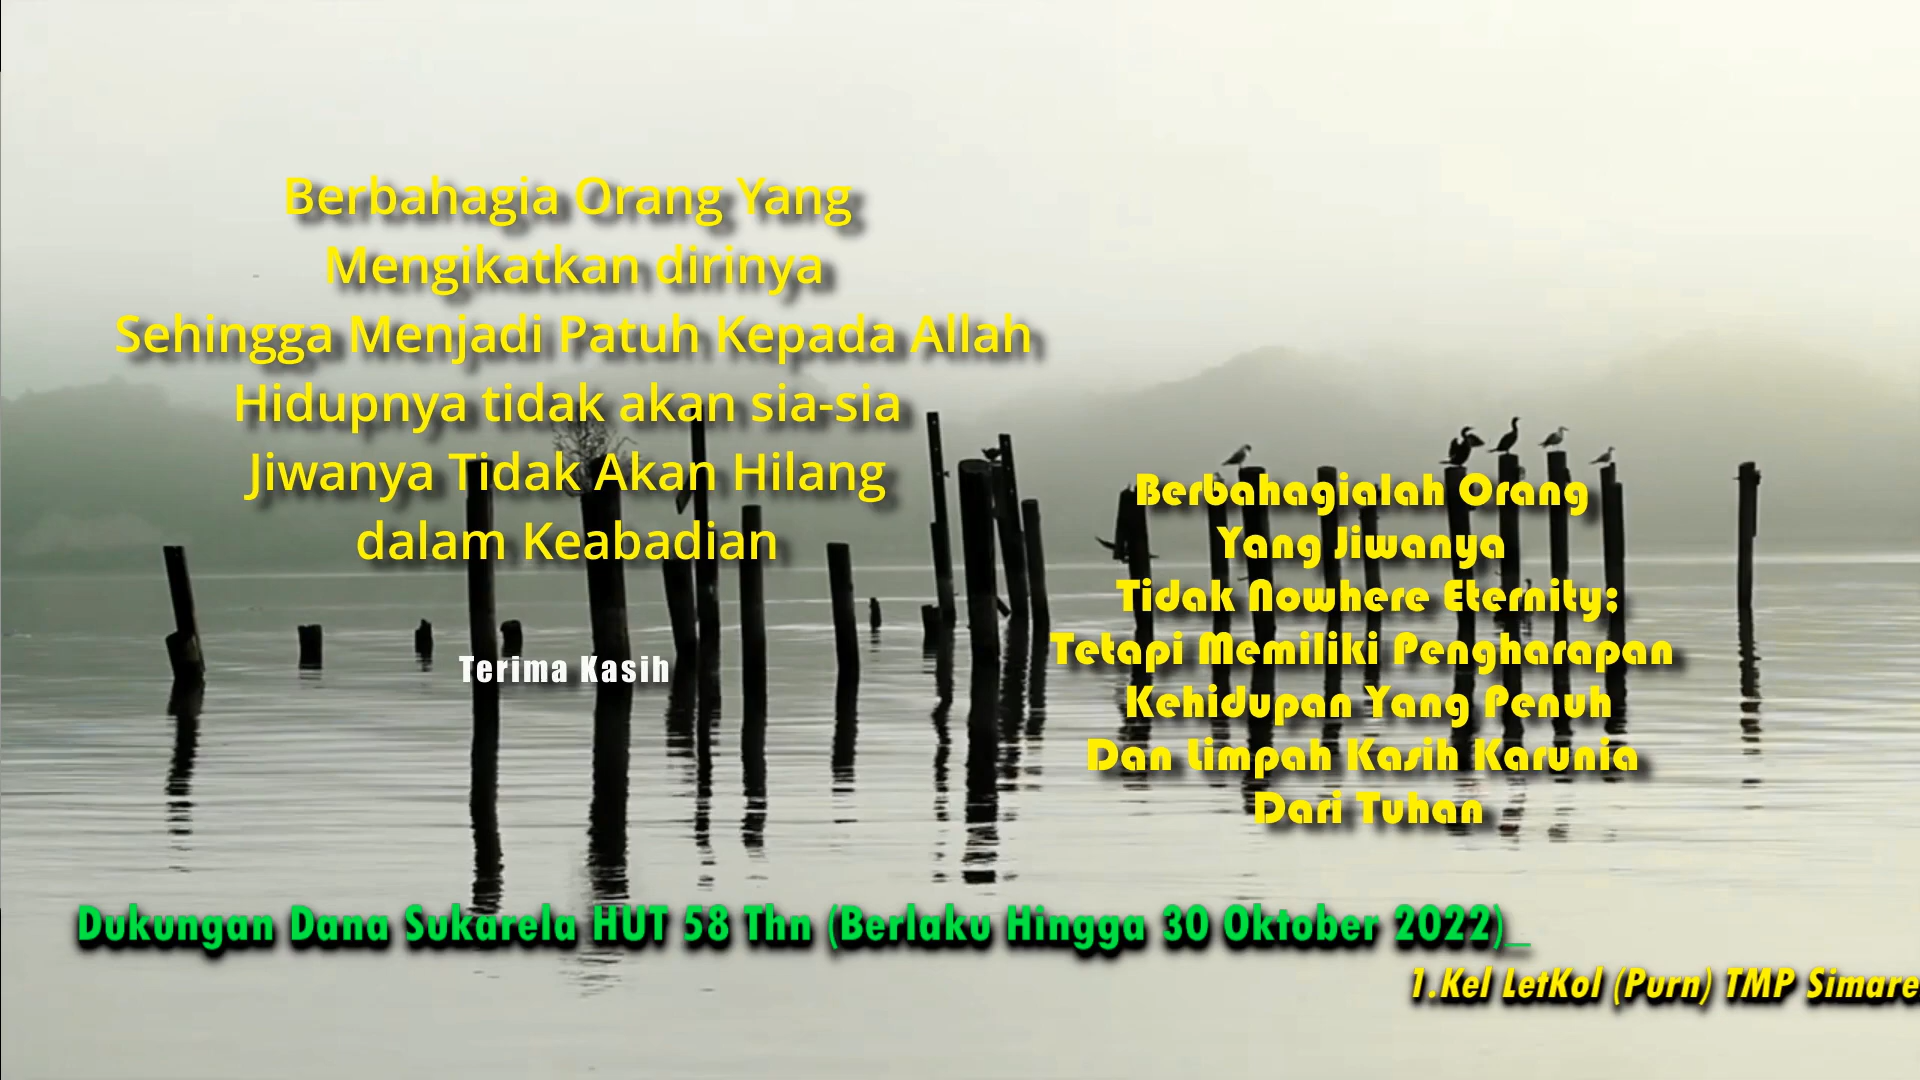 Berbahagia Orang Yang
Mengikatkan dirinya
Sehingga Menjadi Patuh Kepada Allah
Hidupnya tidak akan sia-sia
Jiwanya Tidak Akan Hilang
dalam Keabadian
Terima Kasih
Berbahagialah Orang
Yang Jiwanya
Tidak Nowhere Eternity;
Tetapi Memiliki Pengharapan
Kehidupan Yang Penuh
Dan Limpah Kasih Karunia
Dari Tuhan
Dukungan Dana Sukarela HUT 58 Thn (Berlaku Hingga 30 Oktober 2022)_
1.Kel LetKol (Purn) TMP Simare